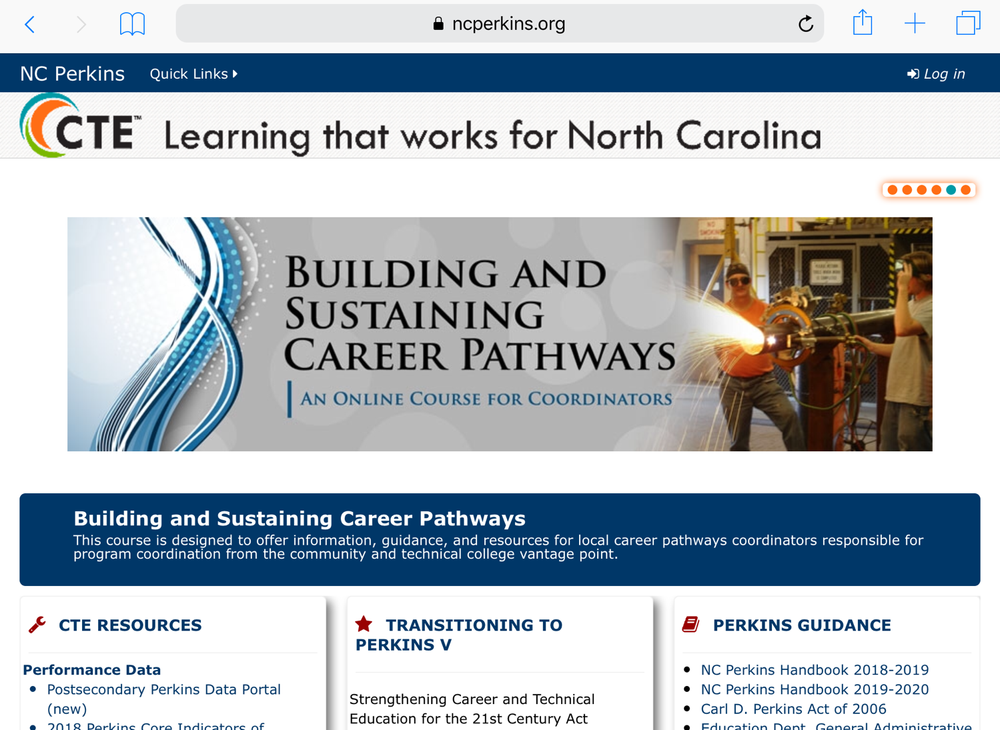 ncperkins.org
NC Perkins Quick Links Log in
CTE™ Learning that works for North Carolina
BUILDING AND
SUSTAINING
CAREER PATHWAYS
AN ONLINE COURSE FOR COORDINATORS
NO
SMOKING
Building and Sustaining Career Pathways
This course is designed to offer information, guidance, and resources for local career pathways coordinators responsible for
program coordination from the community and technical college vantage point.
CTE RESOURCES
Performance Data
• Postsecondary Perkins Data Portal
(new)
• 2018 Perkins Core Indicators of
TRANSITIONING TO
PERKINS V
Strengthening Career and Technical
Education for the 21st Century Act
PERKINS GUIDANCE
• NC Perkins Handbook 2018-2019
• NC Perkins Handbook 2019-2020
• Carl D. Perkins Act of 2006
• Education Dept. General Administrative